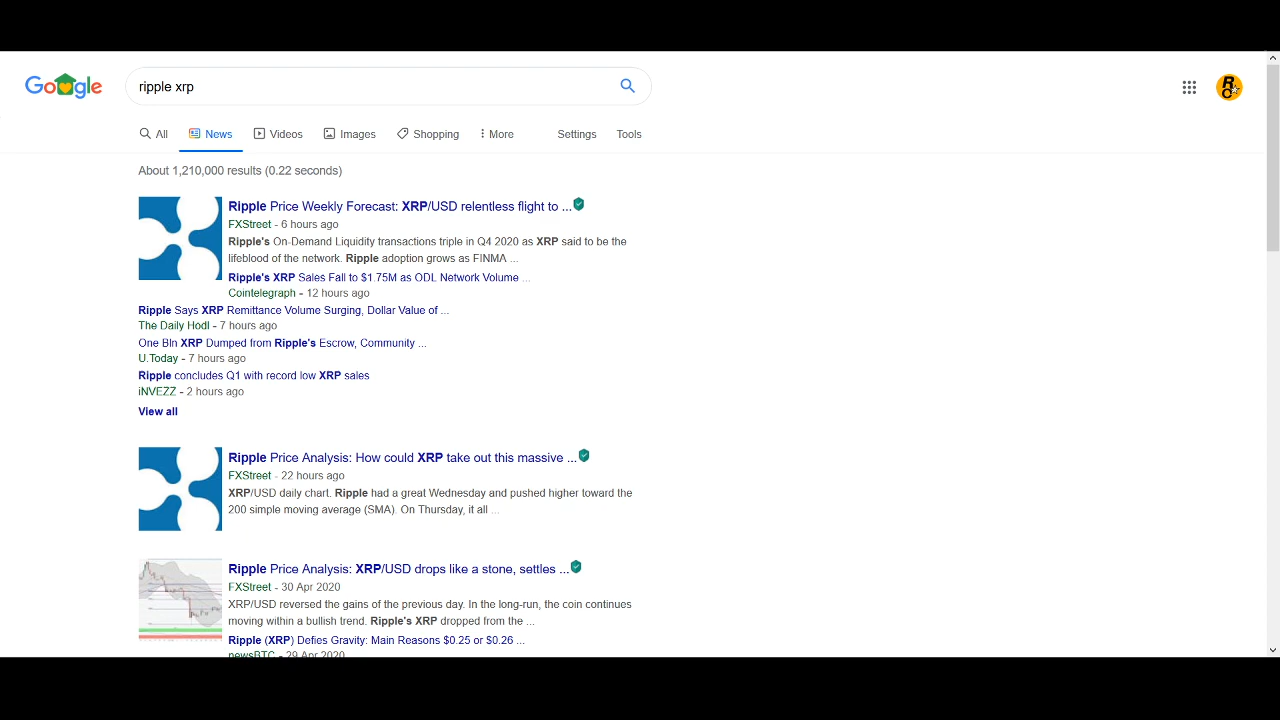 Google
ripple xrp
All News Videos Images Shopping More Settings Tools
About 1,210,000 results (0.22 seconds)
Ripple Price Weekly Forecast: XRP/USD relentless flight to ...
FXStreet - 6 hours ago
Ripple's On-Demand Liquidity transactions triple in Q4 2020 as XRP said to be the
lifeblood of the network. Ripple adoption grows as FINMA ...
Ripple's XRP Sales Fall to $1.75M as ODL Network Volume ...
Cointelegraph - 12 hours ago
Ripple Says XRP Remittance Volume Surging, Dollar Value of ...
The Daily Hodl - 7 hours ago
One Bln XRP Dumped from Ripple's Escrow, Community ...
U.Today - 7 hours ago
Ripple concludes Q1 with record low XRP sales
iNVEZZ - 2 hours ago
View all
Ripple Price Analysis: How could XRP take out this massive ...
FXStreet - 22 hours ago
XRP/USD daily chart. Ripple had a great Wednesday and pushed higher toward the
200 simple moving average (SMA). On Thursday, it all ...
Ripple Price Analysis: XRP/USD drops like a stone, settles ...
FXStreet - 30 Apr 2020
XRP/USD reversed the gains of the previous day. In the long-run, the coin continues
moving within a bullish trend. Ripple's XRP dropped from the ...
Ripple (XRP) Defies Gravity: Main Reasons $0.25 or $0.26 ...
newsBTC - 29 Apr 2020